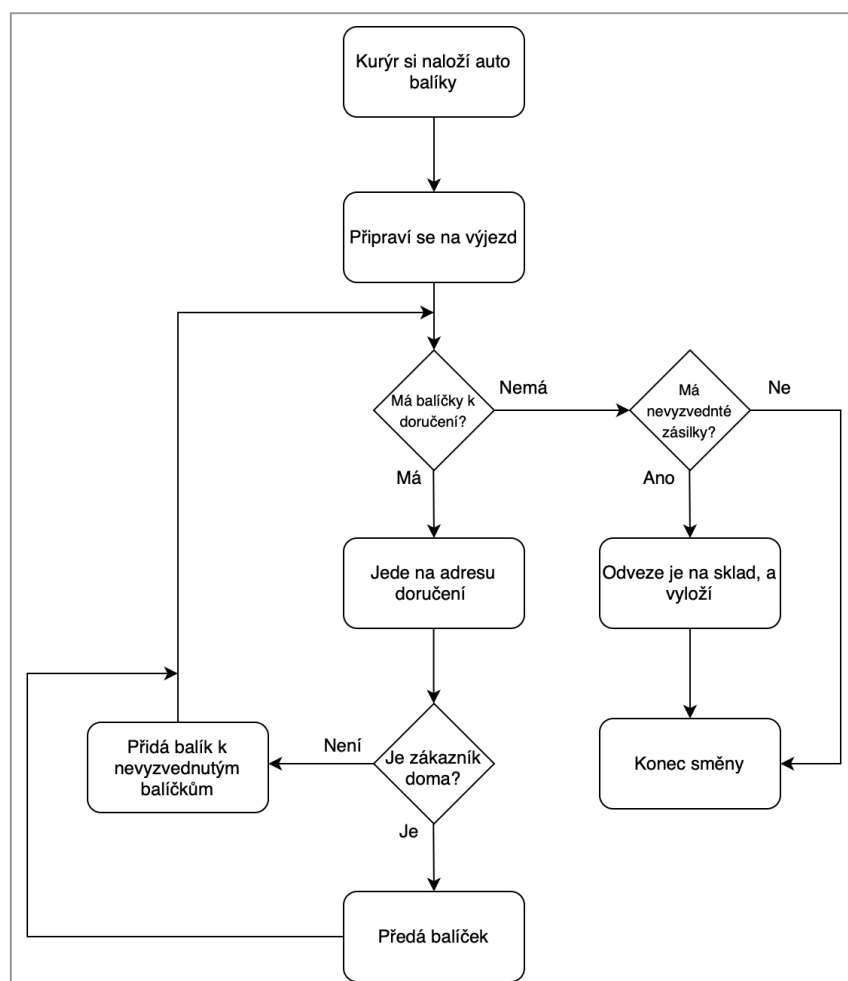 Kurýr si naloží auto
balíky
Připraví se na výjezd
Má balíčky k
doručení?
Nemá
Má
nevyzvednté
zásilky?
Ne
Má
Ano
Jede na adresu
doručení
Odveze je na sklad, a
vyloží
Přidá balík k
nevyzvednutým
balíčkům
Není
Je zákazník
doma?
Konec směny
Je
Předá balíček